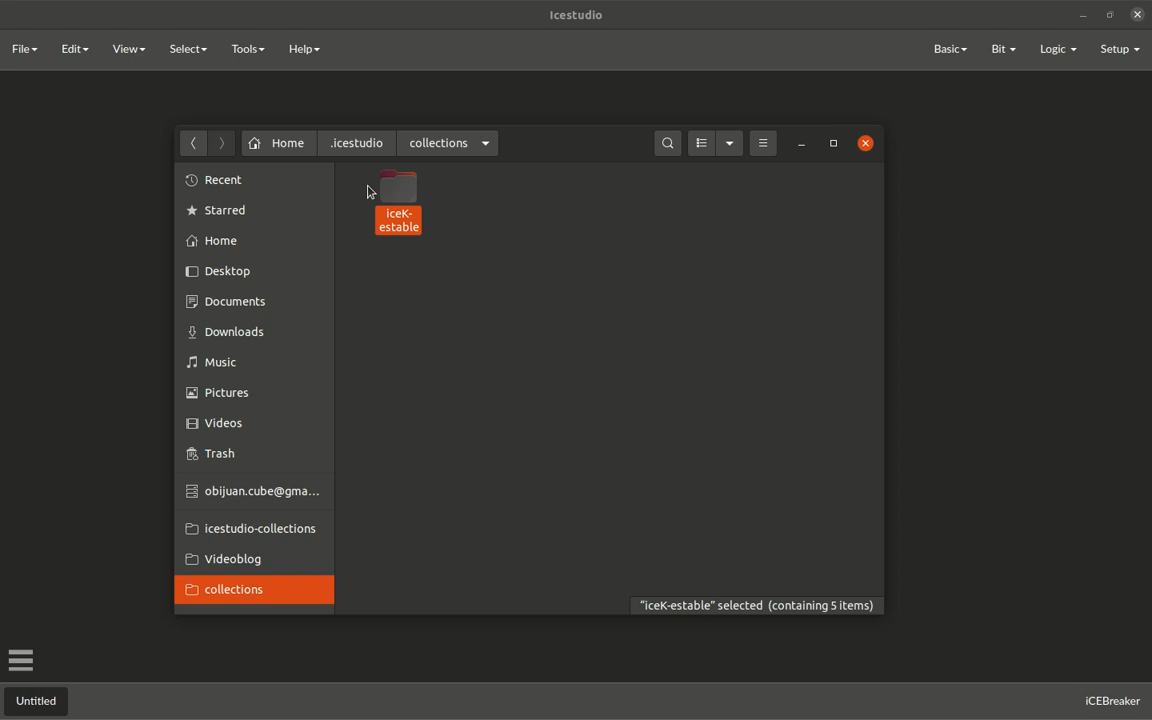 Icestudio
File Edit View Select Tools Help Basic Bit Logic Setup
Home .icestudio collections
Recent
Starred
Home
Desktop
Documents
Downloads
Music
Pictures
Videos
Trash
obijuan.cube@gma...
icestudio-collections
Videoblog
collections
iceK-
estable
"iceK-estable" selected (containing 5 items)
Untitled iCEBreaker